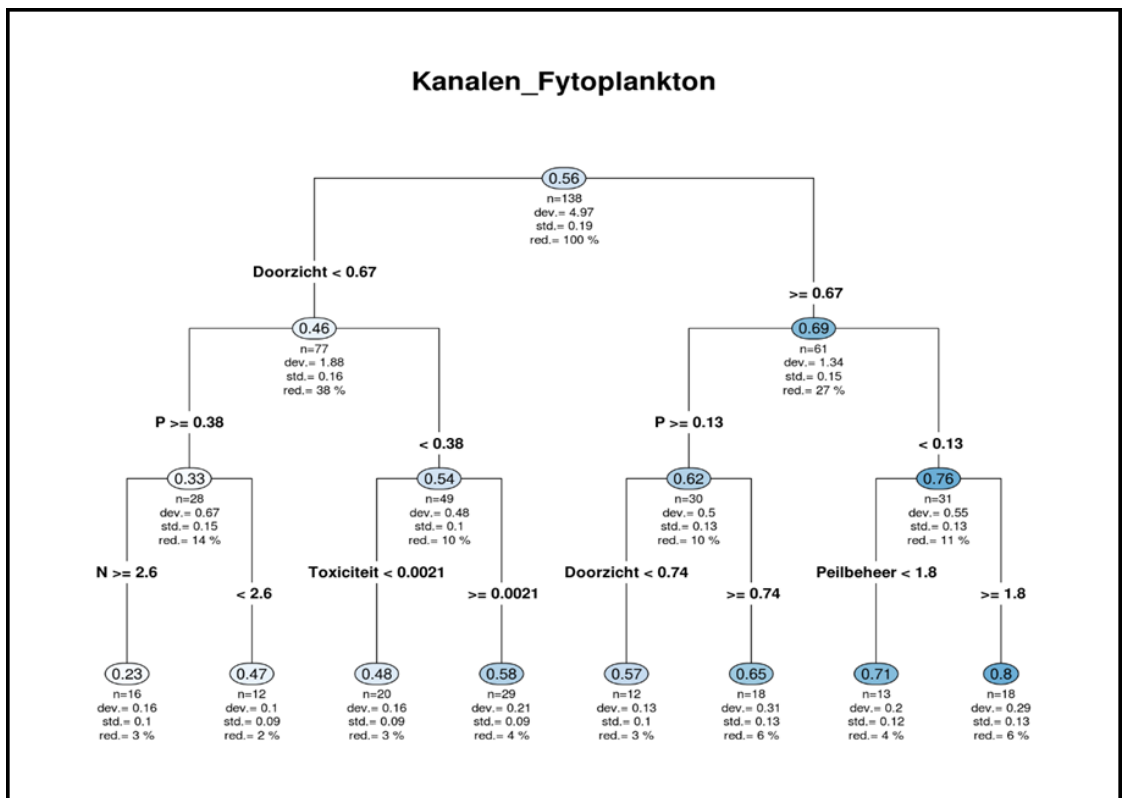 Kanalen_Fytoplankton
0.56
n=138
dev.= 4.97
std.= 0.19
red.= 100 %
Doorzicht < 0.67
>= 0.67
0.46
n=77
dev.= 1.88
std.= 0.16
red.= 38 %
0.69
n=61
dev.= 1.34
std.= 0.15
red.= 27 %
P >= 0.38
< 0.38
P >= 0.13
< 0.13
0.33
n=28
dev.= 0.67
std.= 0.15
red.= 14 %
0.54
n=49
dev.= 0.48
std.= 0.1
red.= 10 %
0.62
n=30
dev.= 0.5
std.= 0.13
red.= 10 %
0.76
n=31
dev.= 0.55
std.= 0.13
red.= 11 %
N >= 2.6
< 2.6
Toxiciteit < 0.0021
>= 0.0021
Doorzicht < 0.74
>= 0.74
Peilbeheer < 1.8
>= 1.8
0.23
n=16
dev.= 0.16
std.= 0.1
red.= 3 %
0.47
n=12
dev.= 0.1
std.= 0.09
red.= 2 %
0.48
n=20
dev.= 0.16
std.= 0.09
red.= 3 %
0.58
n=29
dev.= 0.21
std.= 0.09
red.= 4 %
0.57
n=12
dev.= 0.13
std.= 0.1
red.= 3 %
0.65
n=18
dev.= 0.31
std.= 0.13
red.= 6 %
0.71
n=13
dev.= 0.2
std.= 0.12
red.= 4 %
0.8
n=18
dev.= 0.29
std.= 0.13
red.= 6 %